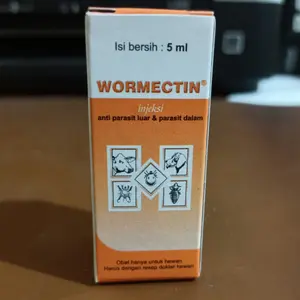 Isi bersih : 5 ml
WORMECTIN®
Injeksi
anti parasit luar & parasit dalam
Obat hanya untuk hewan
Harus dengan resep dokter hewan